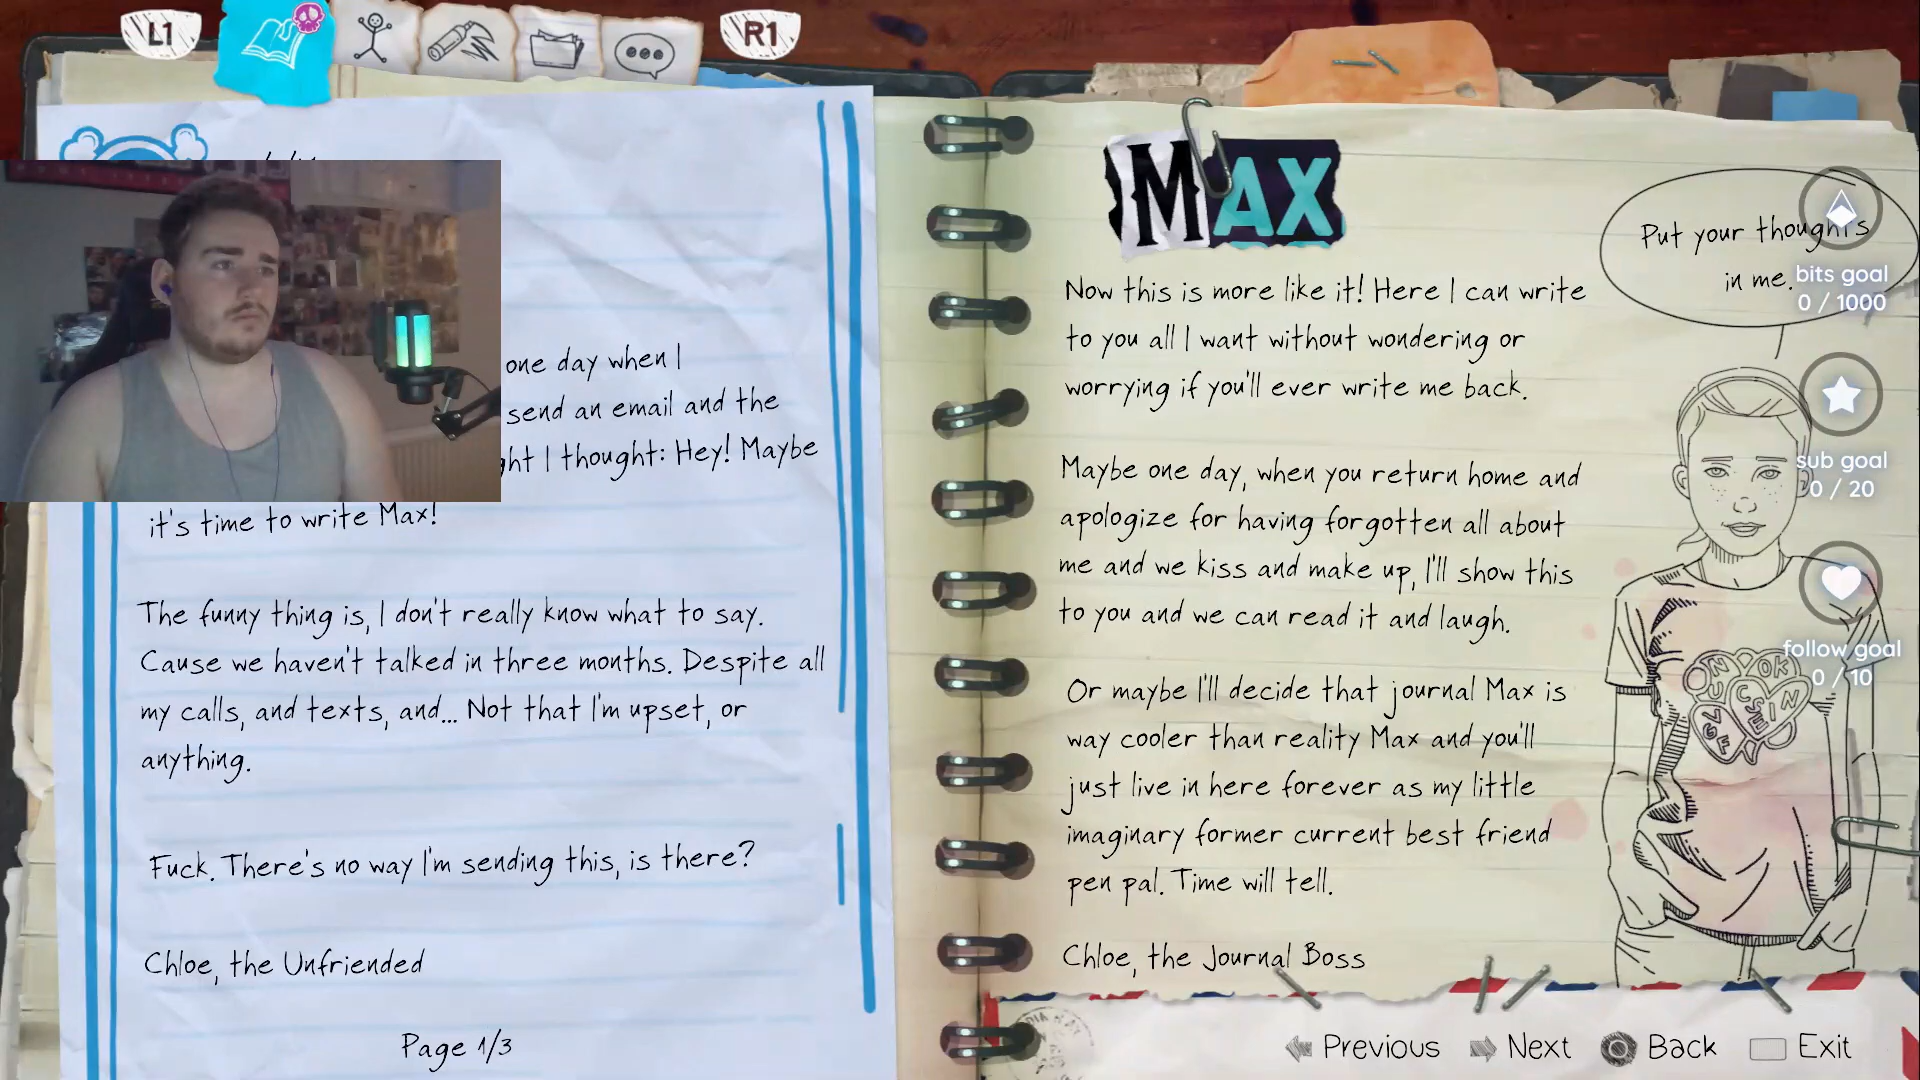 L1
R1
one day when I
send an email and the
I thought: Hey! Maybe
it's time to write Max!
The funny thing is, I don't really know what to say.
Cause we haven't talked in three months. Despite all
my calls, and texts, and... Not that I'm upset, or
anything.
Fuck. There's no way I'm sending this, is there?
Chloe, the Unfriended
Page 1/3
MAX
Now this is more like it! Here I can write
to you all I want without wondering or
worrying if you'll ever write me back.
Maybe one day, when you return home and
apologize for having forgotten all about
me and we kiss and make up, I'll show this
to you and we can read it and laugh.
Or maybe I'll decide that journal Max is
way cooler than reality Max and you'll
just live in here forever as my little
imaginary former current best friend
pen pal. Time will tell.
Chloe, the Journal Boss
Put your thoughts
in me.
bits goal
0 / 1000
sub goal
0 / 20
follow goal
0 / 10
Previous
Next
Back
Exit